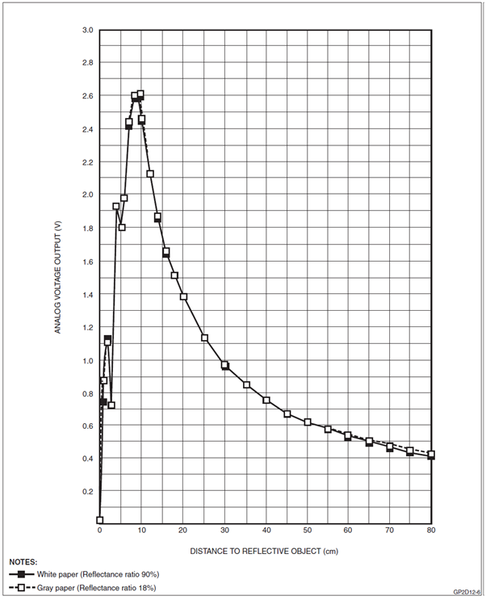 3.0
2.8
2.6
2.4
2.2
2.0
1.8
1.6
1.4
1.2
1.0
0.8
0.6
0.4
0.2
ANALOG VOLTAGE OUTPUT (V)
0 10 20 30 40 50 60 70 80
DISTANCE TO REFLECTIVE OBJECT (cm)
NOTES:
White paper (Reflectance ratio 90%)
Gray paper (Reflectance ratio 18%)
GP2D12-6